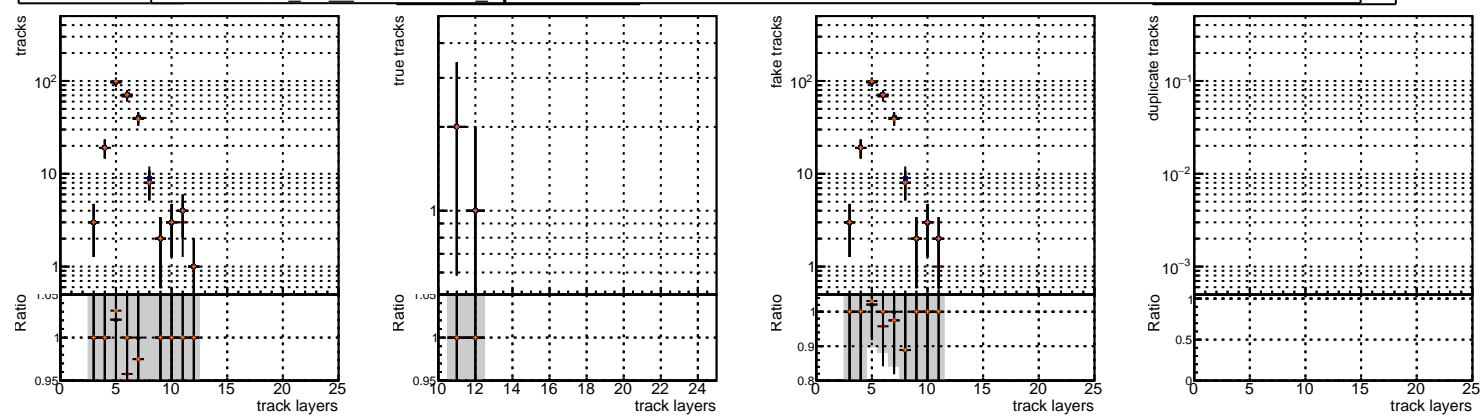 tracks
10²
10
1
1.05
Ratio
1
0.95
0 5 10 15 20 25
track layers
true tracks
1
1.05
Ratio
1
0.95
10 12 14 16 18 20 22 24
track layers
fake tracks
10²
10
1
Ratio
1
0.9
0.8
0 5 10 15 20 25
track layers
duplicate tracks
10⁻¹
10⁻²
10⁻³
Ratio
1
0.5
0
0 5 10 15 20 25
track layers